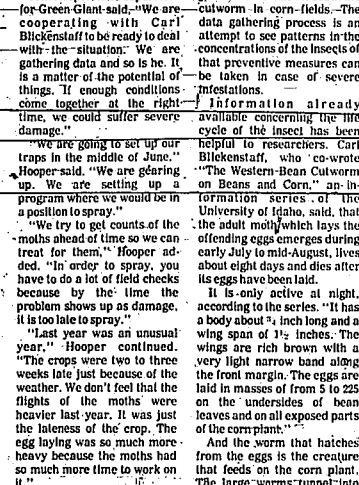 for Green Giant said, "We are
cooperating with Carl
Blickenstaff to be ready to deal
with the situation. We are
gathering data and so is he. It
is a matter of the potential of
things. "If enough conditions
come together at the right
time, we could suffer severe
damage."
"We are going to set up our
traps in the middle of June,"
Hooper said. "We are gearing
up. We are setting up a
program where we would be in
a position to spray."
"We try to get counts of the
moths ahead of time so we can
treat for them," Hooper ad-
ded. "In order to spray, you
have to do a lot of field checks
because by the time the
problem shows up as damage,
it is too late to spray."
"Last year was an unusual
year," Hooper continued.
"The crops were two to three
weeks late just because of the
weather. We don't feel that the
flights of the moths were
heavier last year. It was just
the lateness of the crop. The
egg laying was so much more
heavy because the moths had
so much more time to work on
it."
cutworm in corn fields. The
data gathering process is an
attempt to see patterns in the
concentrations of the insects of
that preventive measures can
be taken in case of severe
infestations.
Information already
available concerning the life
cycle of the insect has been
helpful to researchers. Carl
Blickenstaff, who co-wrote
"The Western Bean Cutworm
on Beans and Corn," an in-
formation series of the
University of Idaho, said, that
the adult moth which lays the
offending eggs emerges during
early July to mid-August, lives
about eight days and dies after
its eggs have been laid.
It is only active at night,
according to the series. "It has
a body about ¾ inch long and a
wing span of 1½ inches. The
wings are rich brown with a
very light narrow band along
the front margin. The eggs are
laid in masses of from 5 to 225
on the undersides of bean
leaves and on all exposed parts
of the corn plant."
And the worm that hatches
from the eggs is the creature
that feeds on the corn plant.
The large worms tunnel into